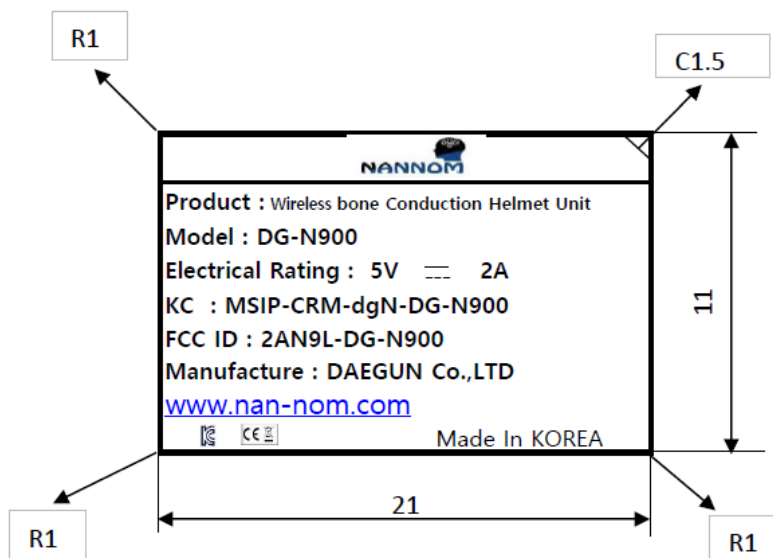 R1
C1.5
NANNOM
Product : Wireless bone Conduction Helmet Unit
Model : DG-N900
Electrical Rating : 5V ⎓ 2A
KC : MSIP-CRM-dgN-DG-N900
11
FCC ID : 2AN9L-DG-N900
Manufacture : DAEGUN Co.,LTD
www.nan-nom.com
CE Made In KOREA
21
R1
R1